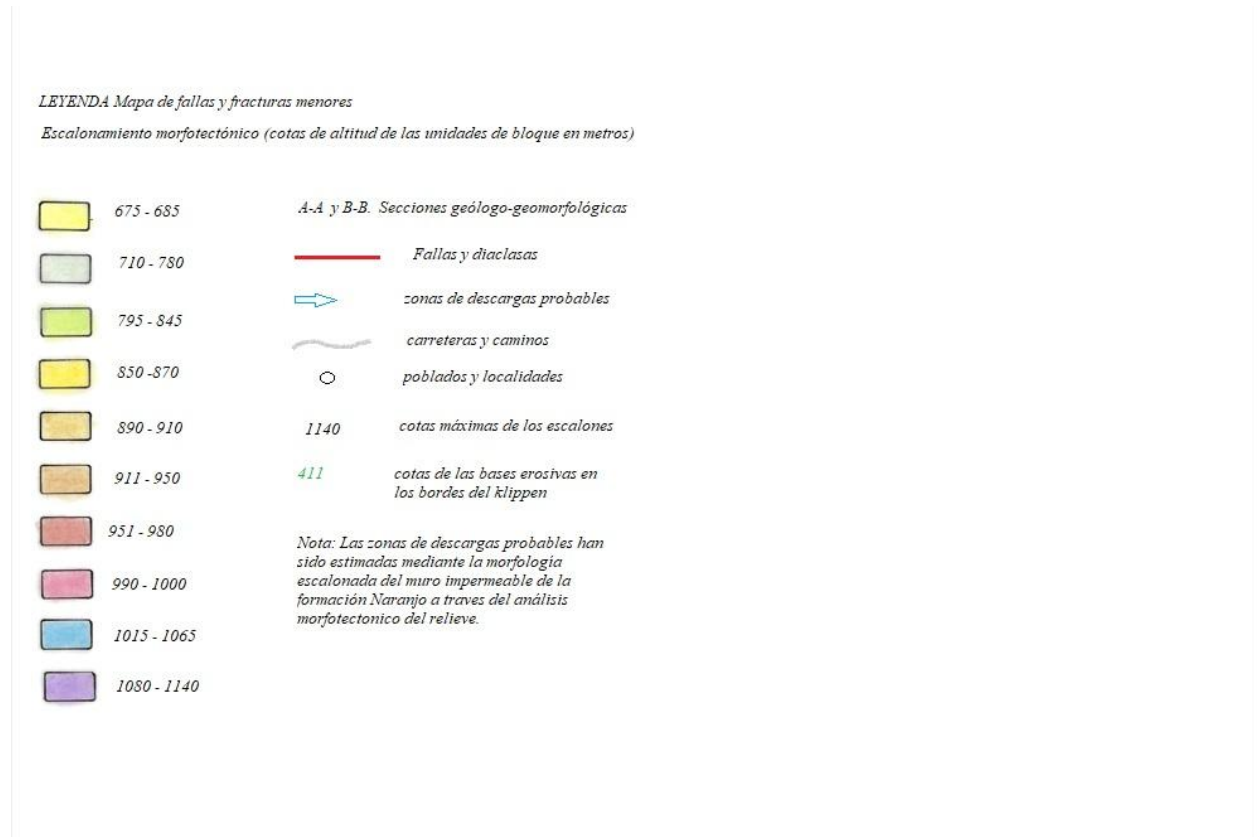 LEYENDA Mapa de fallas y fracturas menores
Escalonamiento morfotectónico (cotas de altitud de las unidades de bloque en metros)
675 - 685
710 - 780
795 - 845
850 -870
890 - 910
911 - 950
951 - 980
990 - 1000
1015 - 1065
1080 - 1140
A-A y B-B. Secciones geólogo-geomorfológicas
Fallas y diaclasas
zonas de descargas probables
carreteras y caminos
poblados y localidades
1140 cotas máximas de los escalones
411 cotas de las bases erosivas en
los bordes del klippen
Nota: Las zonas de descargas probables han
sido estimadas mediante la morfología
escalonada del muro impermeable de la
formación Naranjo a traves del análisis
morfotectonico del relieve.